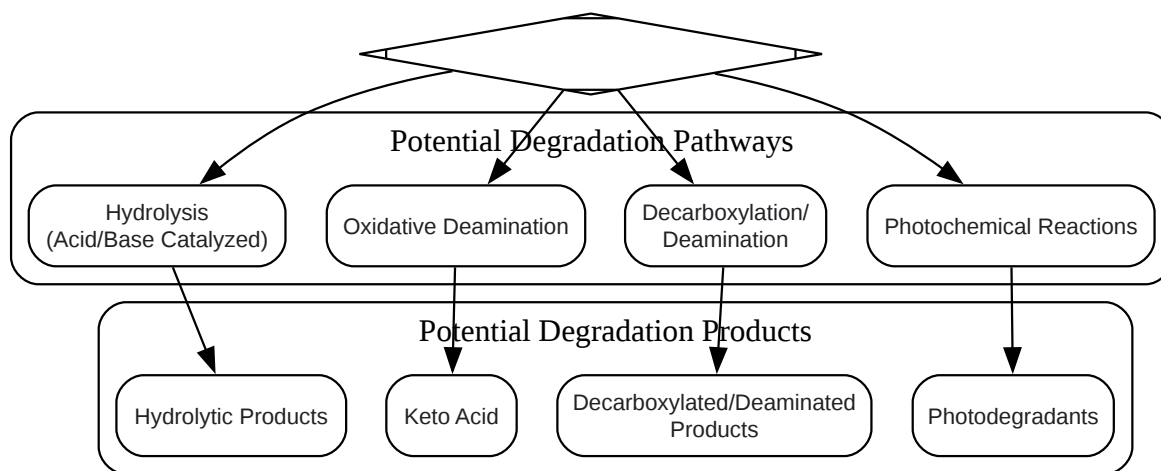 Potential Degradation Pathways
Hydrolysis
(Acid/Base Catalyzed)
Oxidative Deamination
Decarboxylation/
Deamination
Photochemical Reactions
Potential Degradation Products
Hydrolytic Products
Keto Acid
Decarboxylated/Deaminated
Products
Photodegradants